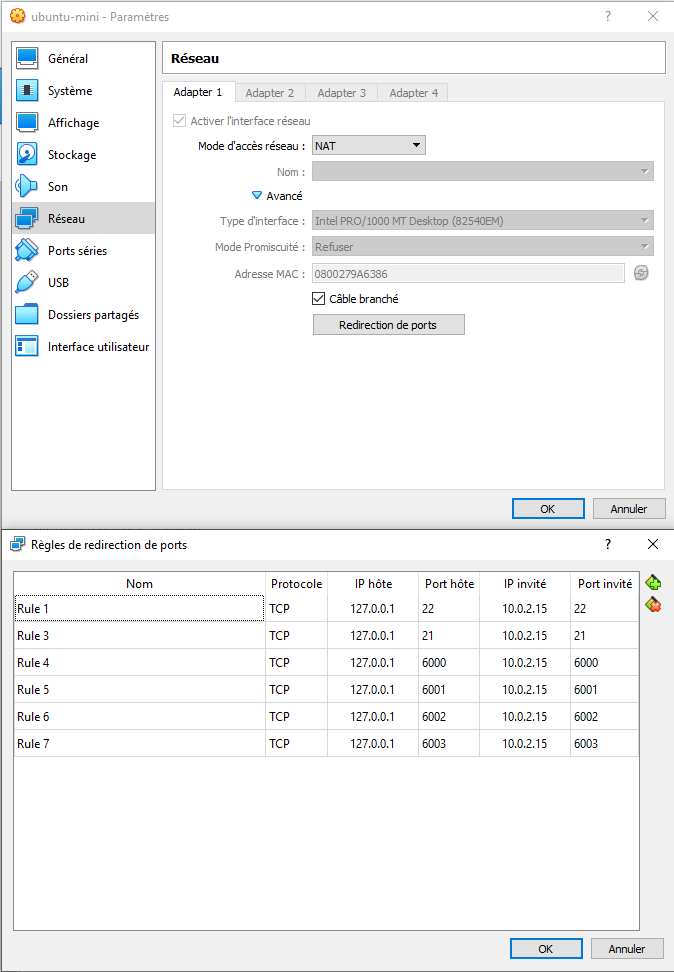 ubuntu-mini - Paramètres
Général
Système
Affichage
Stockage
Son
Réseau
Ports séries
USB
Dossiers partagés
Interface utilisateur
Réseau
Adapter 1 Adapter 2 Adapter 3 Adapter 4
Activer l'interface réseau
Mode d'accès réseau : NAT
Nom :
Avancé
Type d'interface : Intel PRO/1000 MT Desktop (82540EM)
Mode Promiscuité : Refuser
Adresse MAC : 0800279A6386
Câble branché
Redirection de ports
OK Annuler
Règles de redirection de ports
Nom Protocole IP hôte Port hôte IP invité Port invité
Rule 1 TCP 127.0.0.1 22 10.0.2.15 22
Rule 3 TCP 127.0.0.1 21 10.0.2.15 21
Rule 4 TCP 127.0.0.1 6000 10.0.2.15 6000
Rule 5 TCP 127.0.0.1 6001 10.0.2.15 6001
Rule 6 TCP 127.0.0.1 6002 10.0.2.15 6002
Rule 7 TCP 127.0.0.1 6003 10.0.2.15 6003
OK Annuler